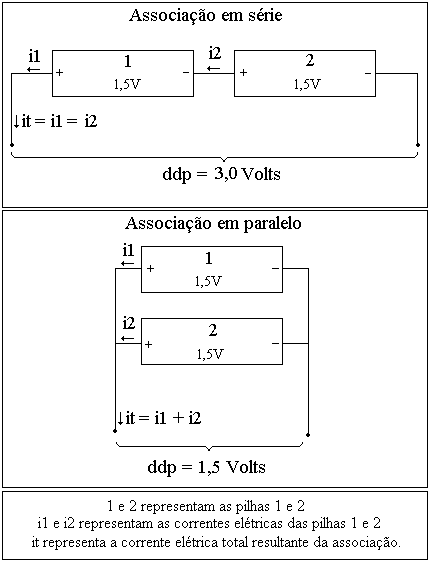 Associação em série
i1
i2
+ 1 −
1,5V
+ 2 −
1,5V
↓it = i1 = i2
ddp = 3,0 Volts
Associação em paralelo
i1
+ 1 −
1,5V
i2
+ 2 −
1,5V
↓it = i1 + i2
ddp = 1,5 Volts
1 e 2 representam as pilhas 1 e 2
i1 e i2 representam as correntes elétricas das pilhas 1 e 2
it representa a corrente elétrica total resultante da associação.